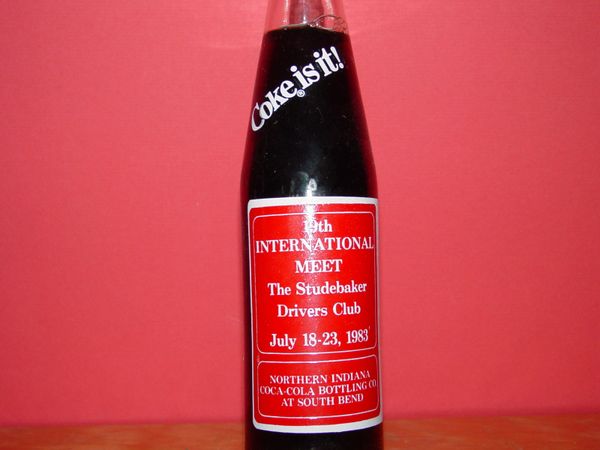 Coke® is it!
19th
INTERNATIONAL
MEET
The Studebaker
Drivers Club
July 18-23, 1983
NORTHERN INDIANA
COCA-COLA BOTTLING CO.
AT SOUTH BEND